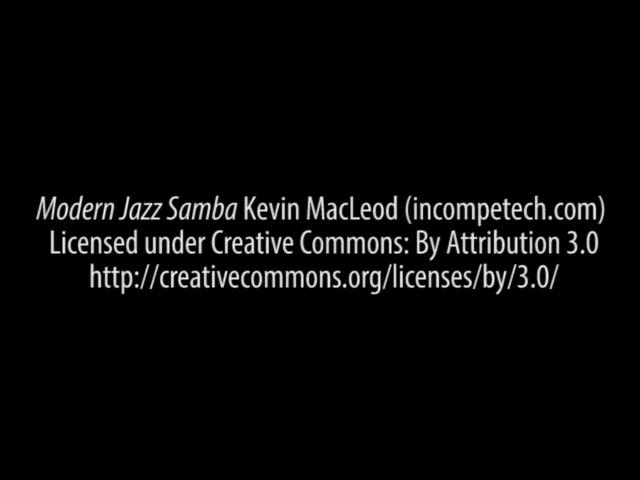 Modern Jazz Samba Kevin MacLeod (incompetech.com)
Licensed under Creative Commons: By Attribution 3.0
http://creativecommons.org/licenses/by/3.0/